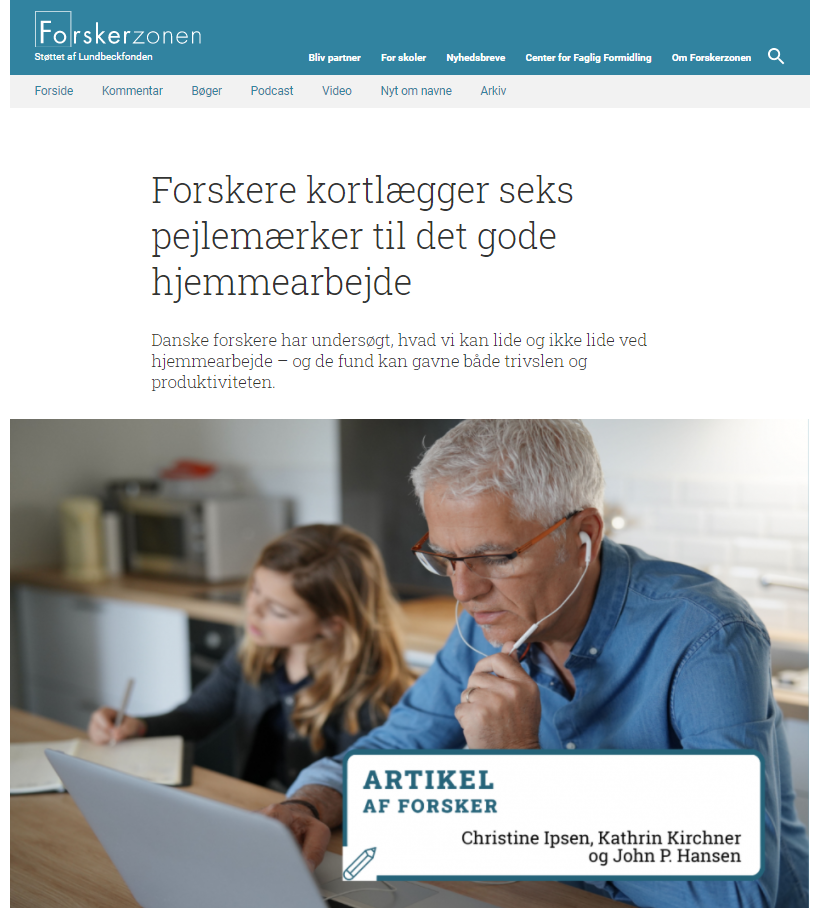 Forskerzonen
Støttet af Lundbeckfonden
Bliv partner For skoler Nyhedsbreve Center for Faglig Formidling Om Forskerzonen
Forside Kommentar Bøger Podcast Video Nyt om navne Arkiv
Forskere kortlægger seks
pejlemærker til det gode
hjemmearbejde
Danske forskere har undersøgt, hvad vi kan lide og ikke lide ved
hjemmearbejde – og de fund kan gavne både trivslen og
produktiviteten.
ARTIKEL
AF FORSKER
Christine Ipsen, Kathrin Kirchner
og John P. Hansen